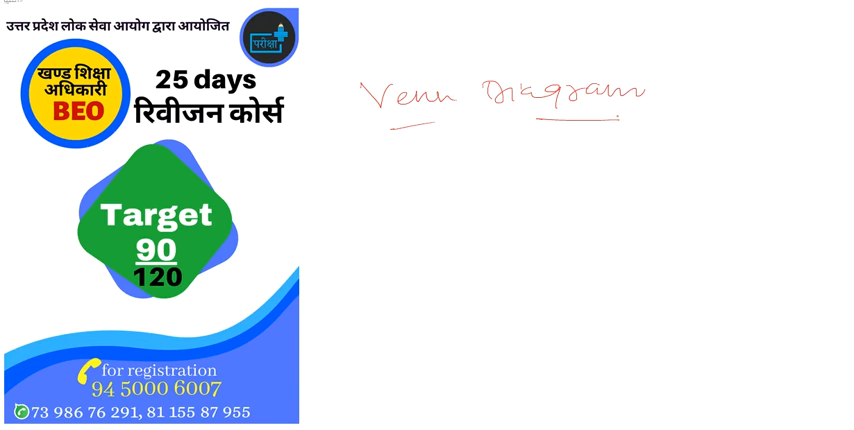 उत्तर प्रदेश लोक सेवा आयोग द्वारा आयोजित
परीक्षा
खण्ड शिक्षा
अधिकारी
BEO
25 days
रिवीजन कोर्स
Target
90
120
for registration
94 5000 6007
73 986 76 291, 81 155 87 955
Venn Diagram